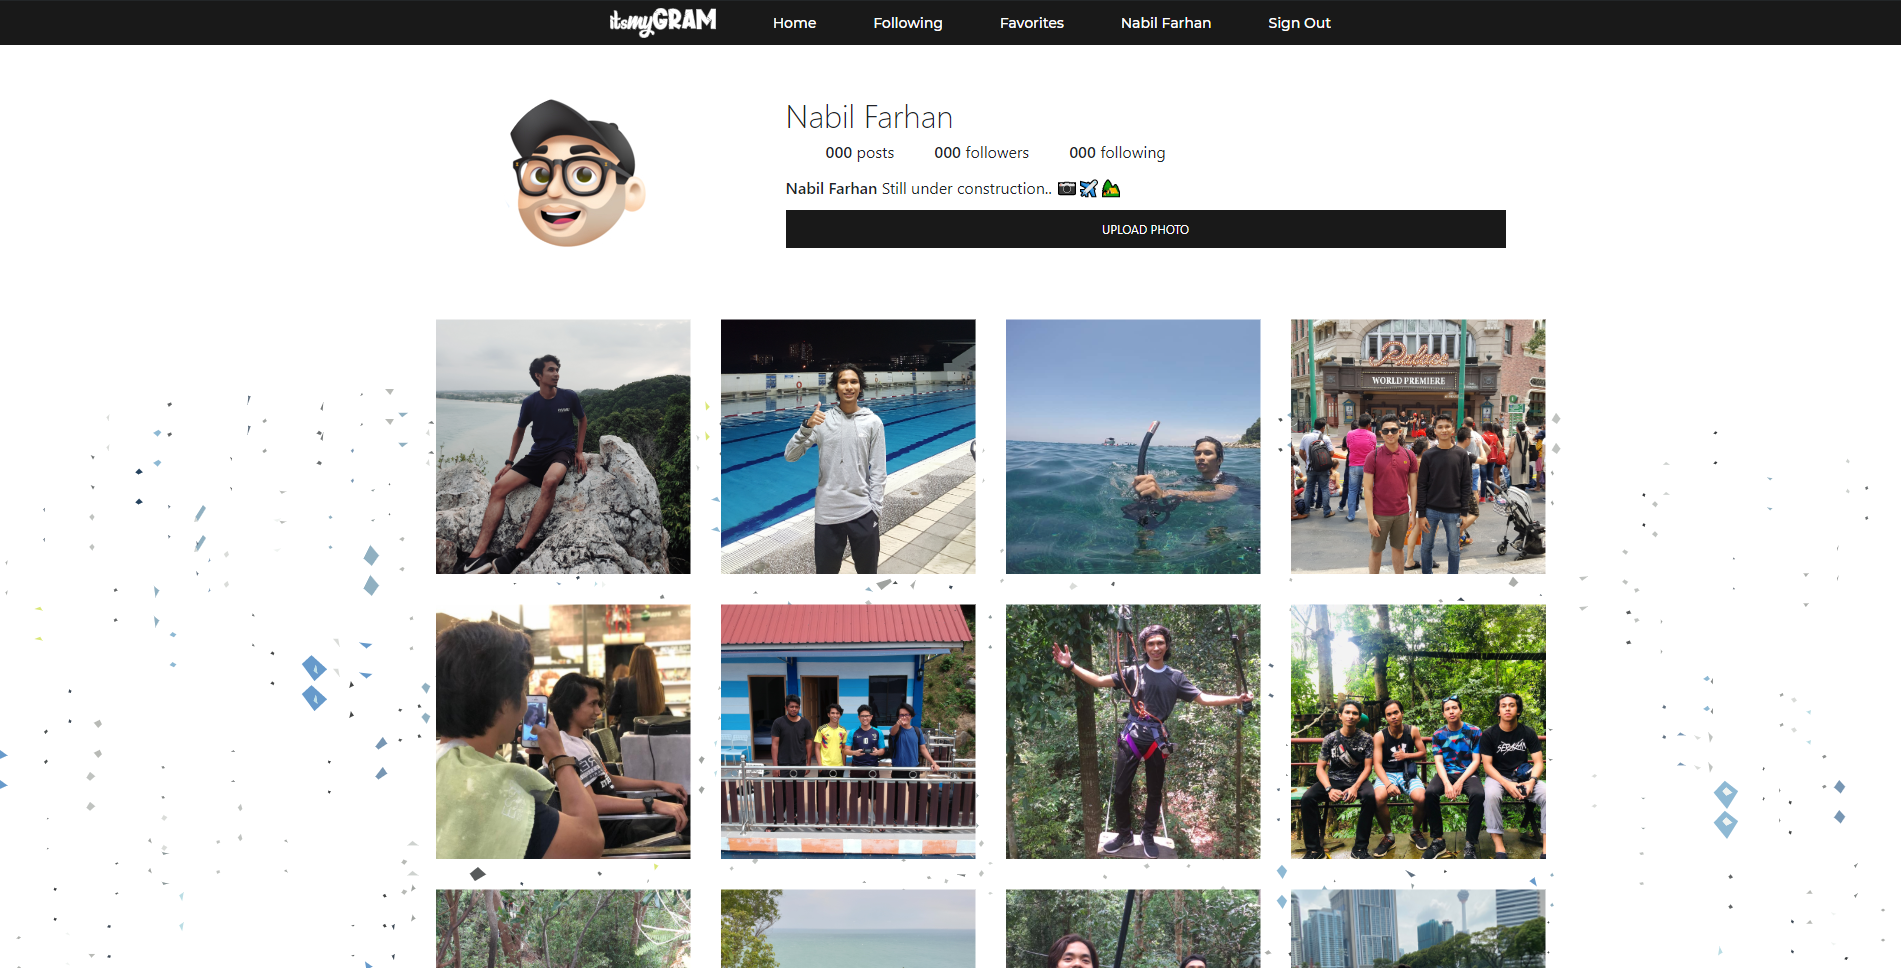 itsmyGRAM Home Following Favorites Nabil Farhan Sign Out
Nabil Farhan
000 posts 000 followers 000 following
Nabil Farhan Still under construction.. 📷✈️🏕️
UPLOAD PHOTO
Palace
WORLD PREMIERE